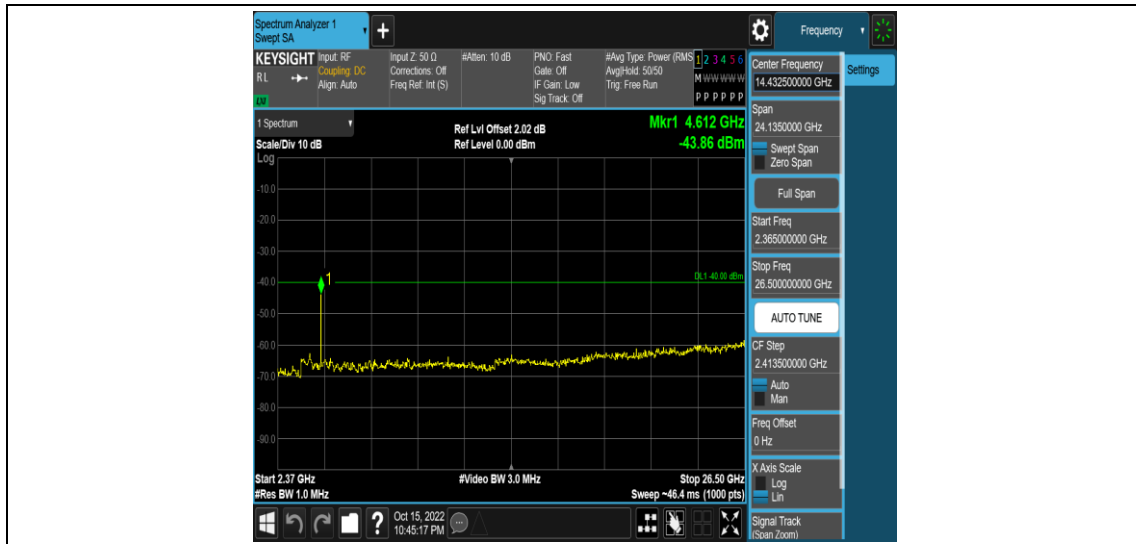 Spectrum Analyzer 1
Swept SA
+
Frequency
KEYSIGHT
RL
LXI
Input: RF
Coupling: DC
Align: Auto
Input Z: 50 Ω
Corrections: Off
Freq Ref: Int (S)
#Atten: 10 dB
PNO: Fast
Gate: Off
IF Gain: Low
Sig Track: Off
#Avg Type: Power (RMS
Avg|Hold: 50/50
Trig: Free Run
1 2 3 4 5 6
M W W W W W
P P P P P P
1 Spectrum
Scale/Div 10 dB
Log
Ref Lvl Offset 2.02 dB
Ref Level 0.00 dBm
Mkr1 4.612 GHz
-43.86 dBm
-10.0
-20.0
-30.0
-40.0
-50.0
-60.0
-70.0
-80.0
-90.0
1
DL1 -40.00 dBm
Start 2.37 GHz
#Res BW 1.0 MHz
#Video BW 3.0 MHz
Stop 26.50 GHz
Sweep ~46.4 ms (1000 pts)
?
Oct 15, 2022
10:45:17 PM
Center Frequency
14.432500000 GHz
Settings
Span
24.1350000 GHz
Swept Span
Zero Span
Full Span
Start Freq
2.365000000 GHz
Stop Freq
26.500000000 GHz
AUTO TUNE
CF Step
2.413500000 GHz
Auto
Man
Freq Offset
0 Hz
X Axis Scale
Log
Lin
Signal Track
(Span Zoom)